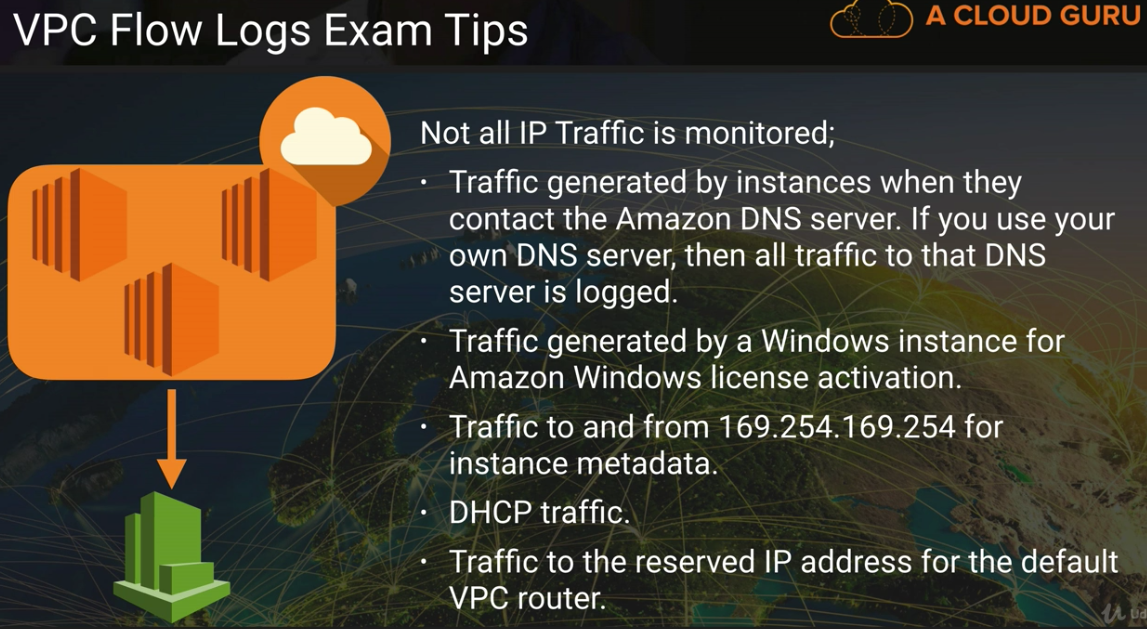 VPC Flow Logs Exam Tips
A CLOUD GURU
Not all IP Traffic is monitored;
• Traffic generated by instances when they
contact the Amazon DNS server. If you use your
own DNS server, then all traffic to that DNS
server is logged.
• Traffic generated by a Windows instance for
Amazon Windows license activation.
• Traffic to and from 169.254.169.254 for
instance metadata.
• DHCP traffic.
• Traffic to the reserved IP address for the default
VPC router.